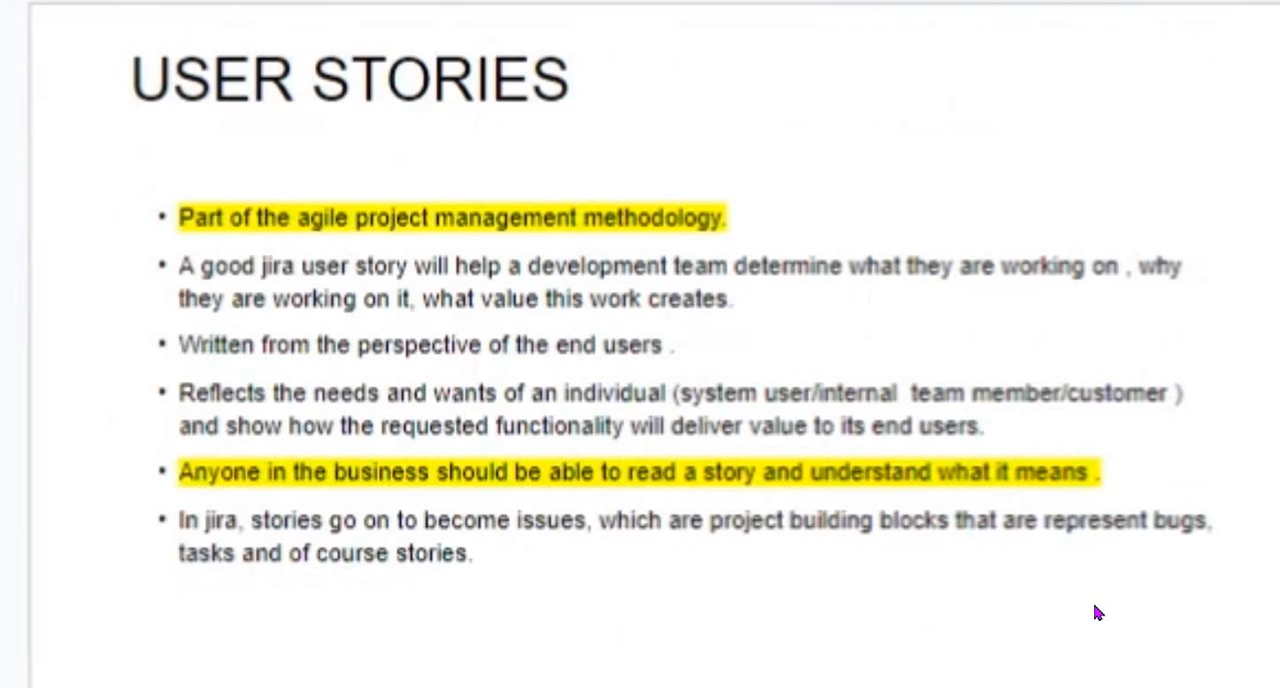 USER STORIES
• Part of the agile project management methodology.
• A good jira user story will help a development team determine what they are working on , why
they are working on it, what value this work creates.
• Written from the perspective of the end users .
• Reflects the needs and wants of an individual (system user/internal  team member/customer )
and show how the requested functionality will deliver value to its end users.
• Anyone in the business should be able to read a story and understand what it means .
• In jira, stories go on to become issues, which are project building blocks that are represent bugs,
tasks and of course stories.